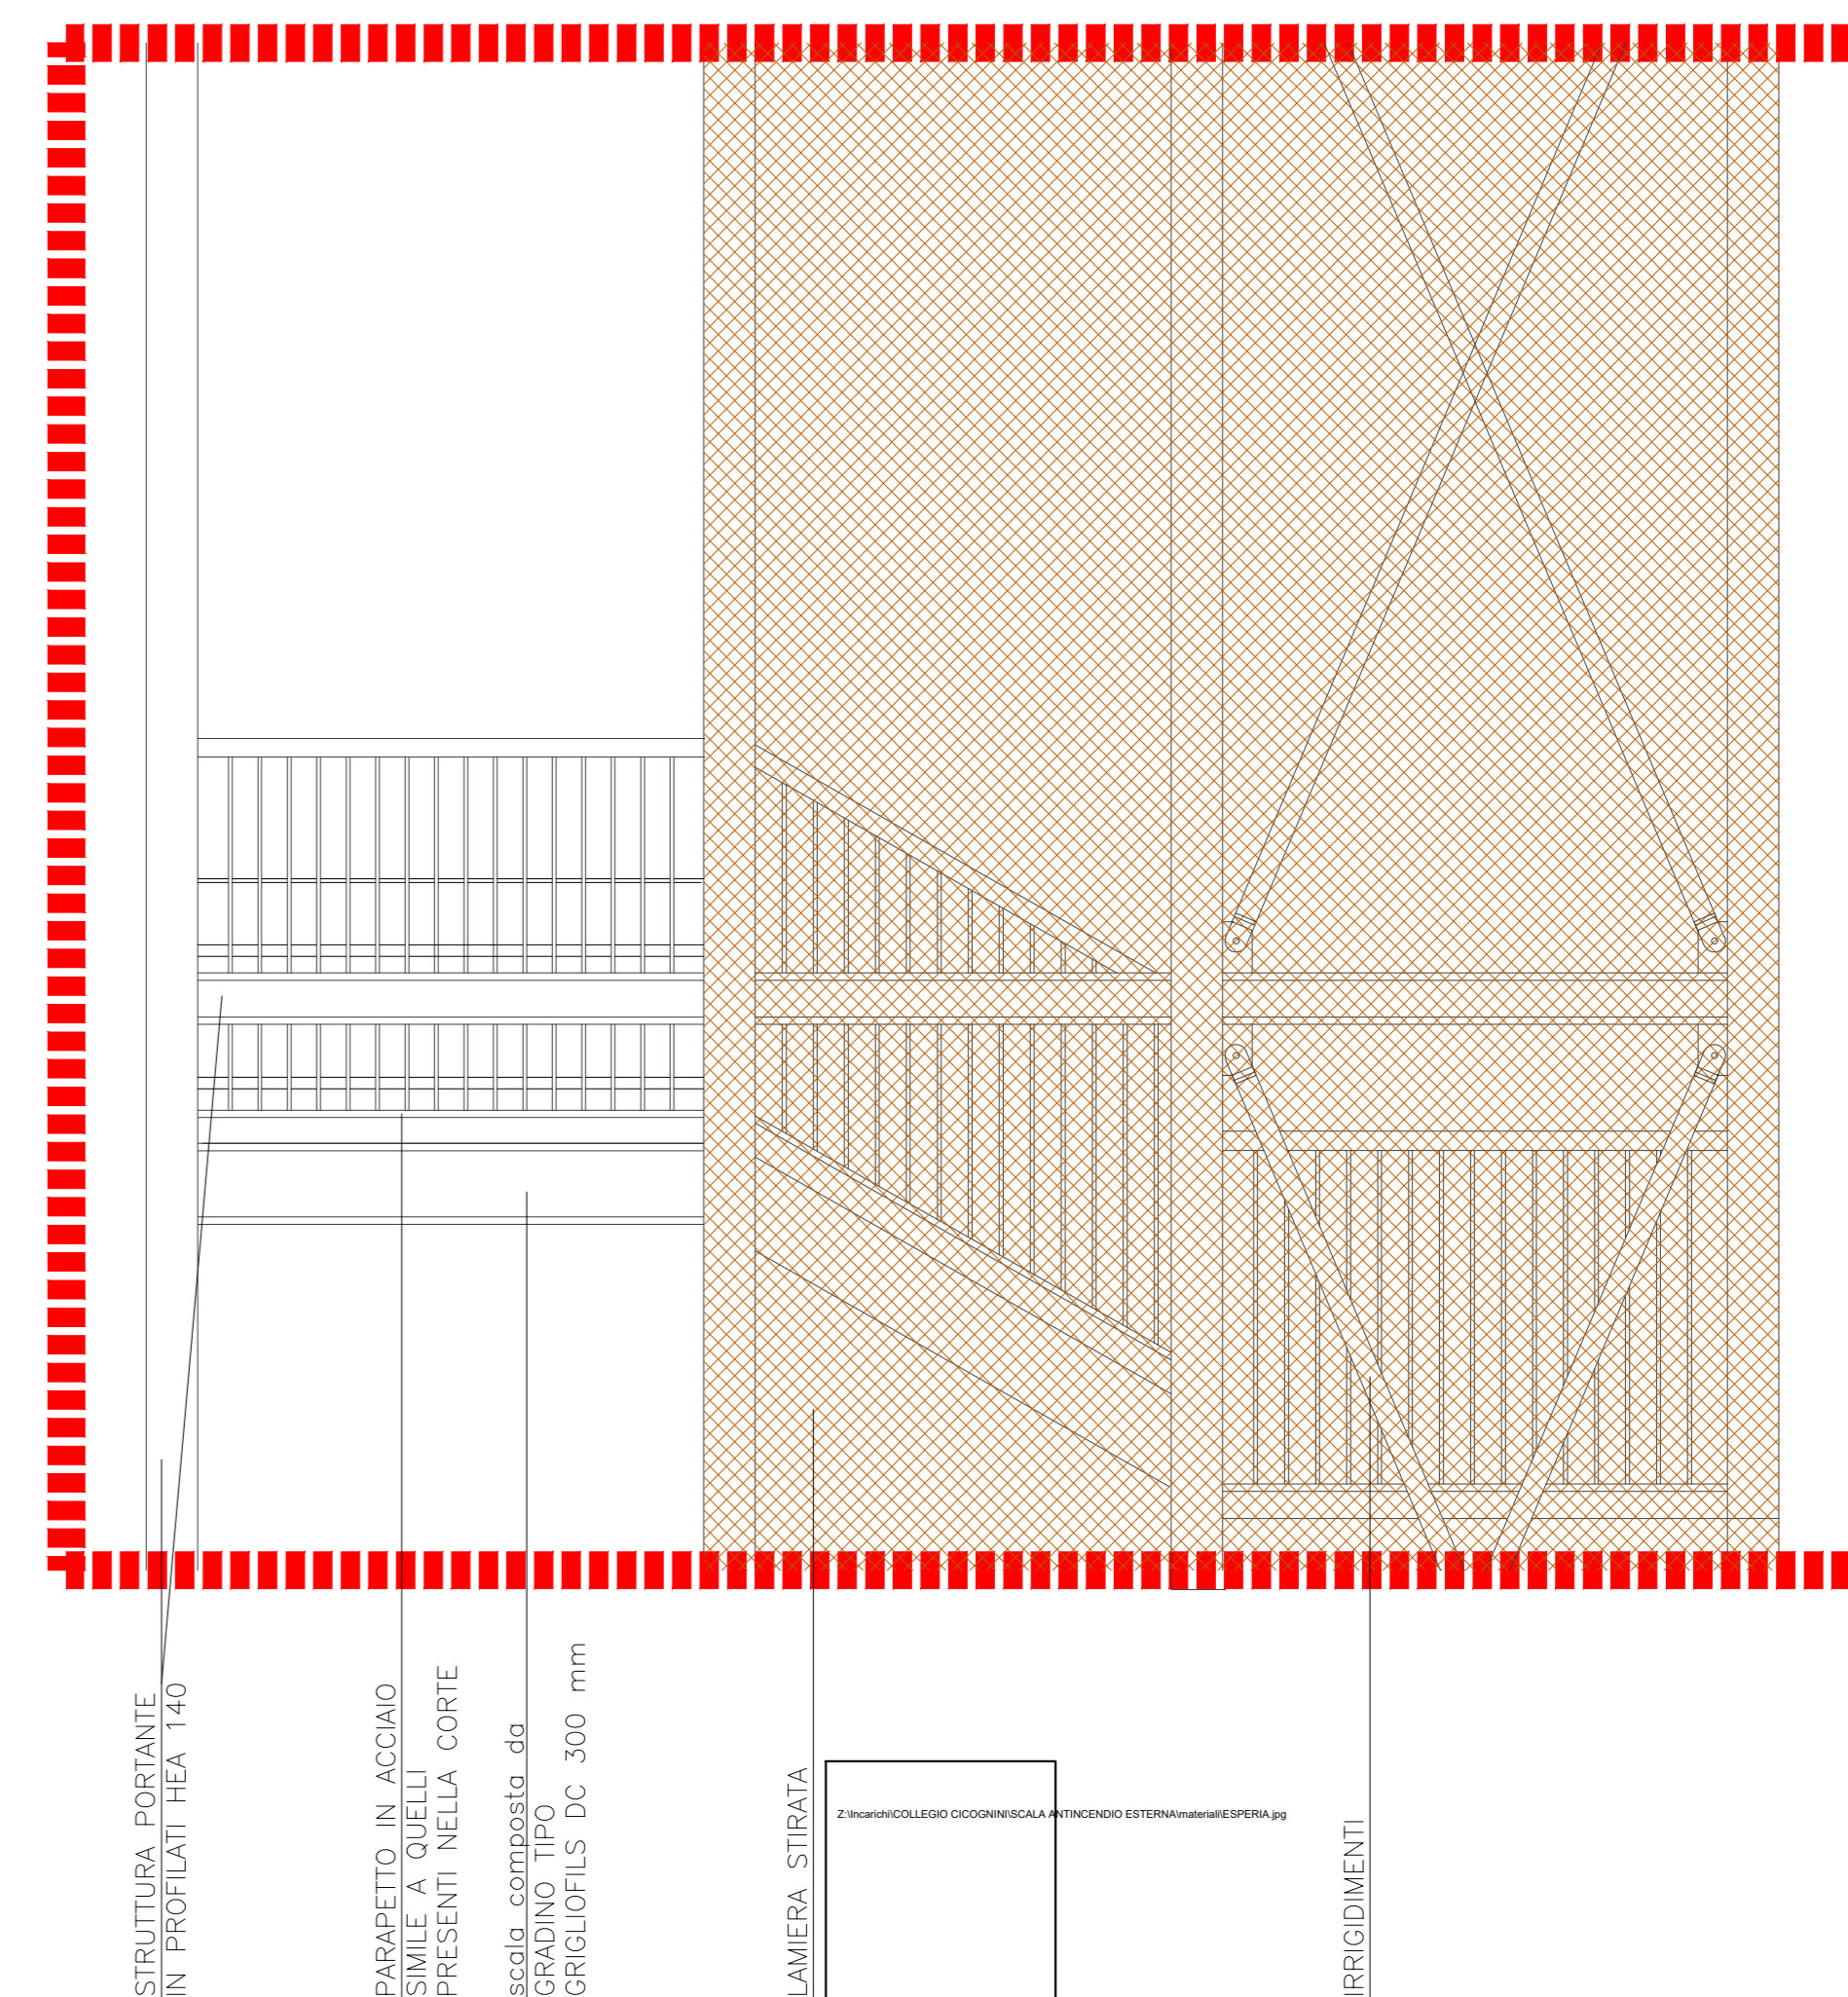 STRUTTURA PORTANTE
IN PROFILATI HEA 140
PARAPETTO IN ACCIAIO
SIMILE A QUELLI
PRESENTI NELLA CORTE
scala composta da
GRADINO TIPO
GRIGLIOFILS DC 300 mm
LAMIERA STIRATA
Z:\Incarichi\COLLEGIO CICOGNINI\SCALA ANTINCENDIO ESTERNA\materiali\ESPERIA.jpg
IRRIGIDIMENTI